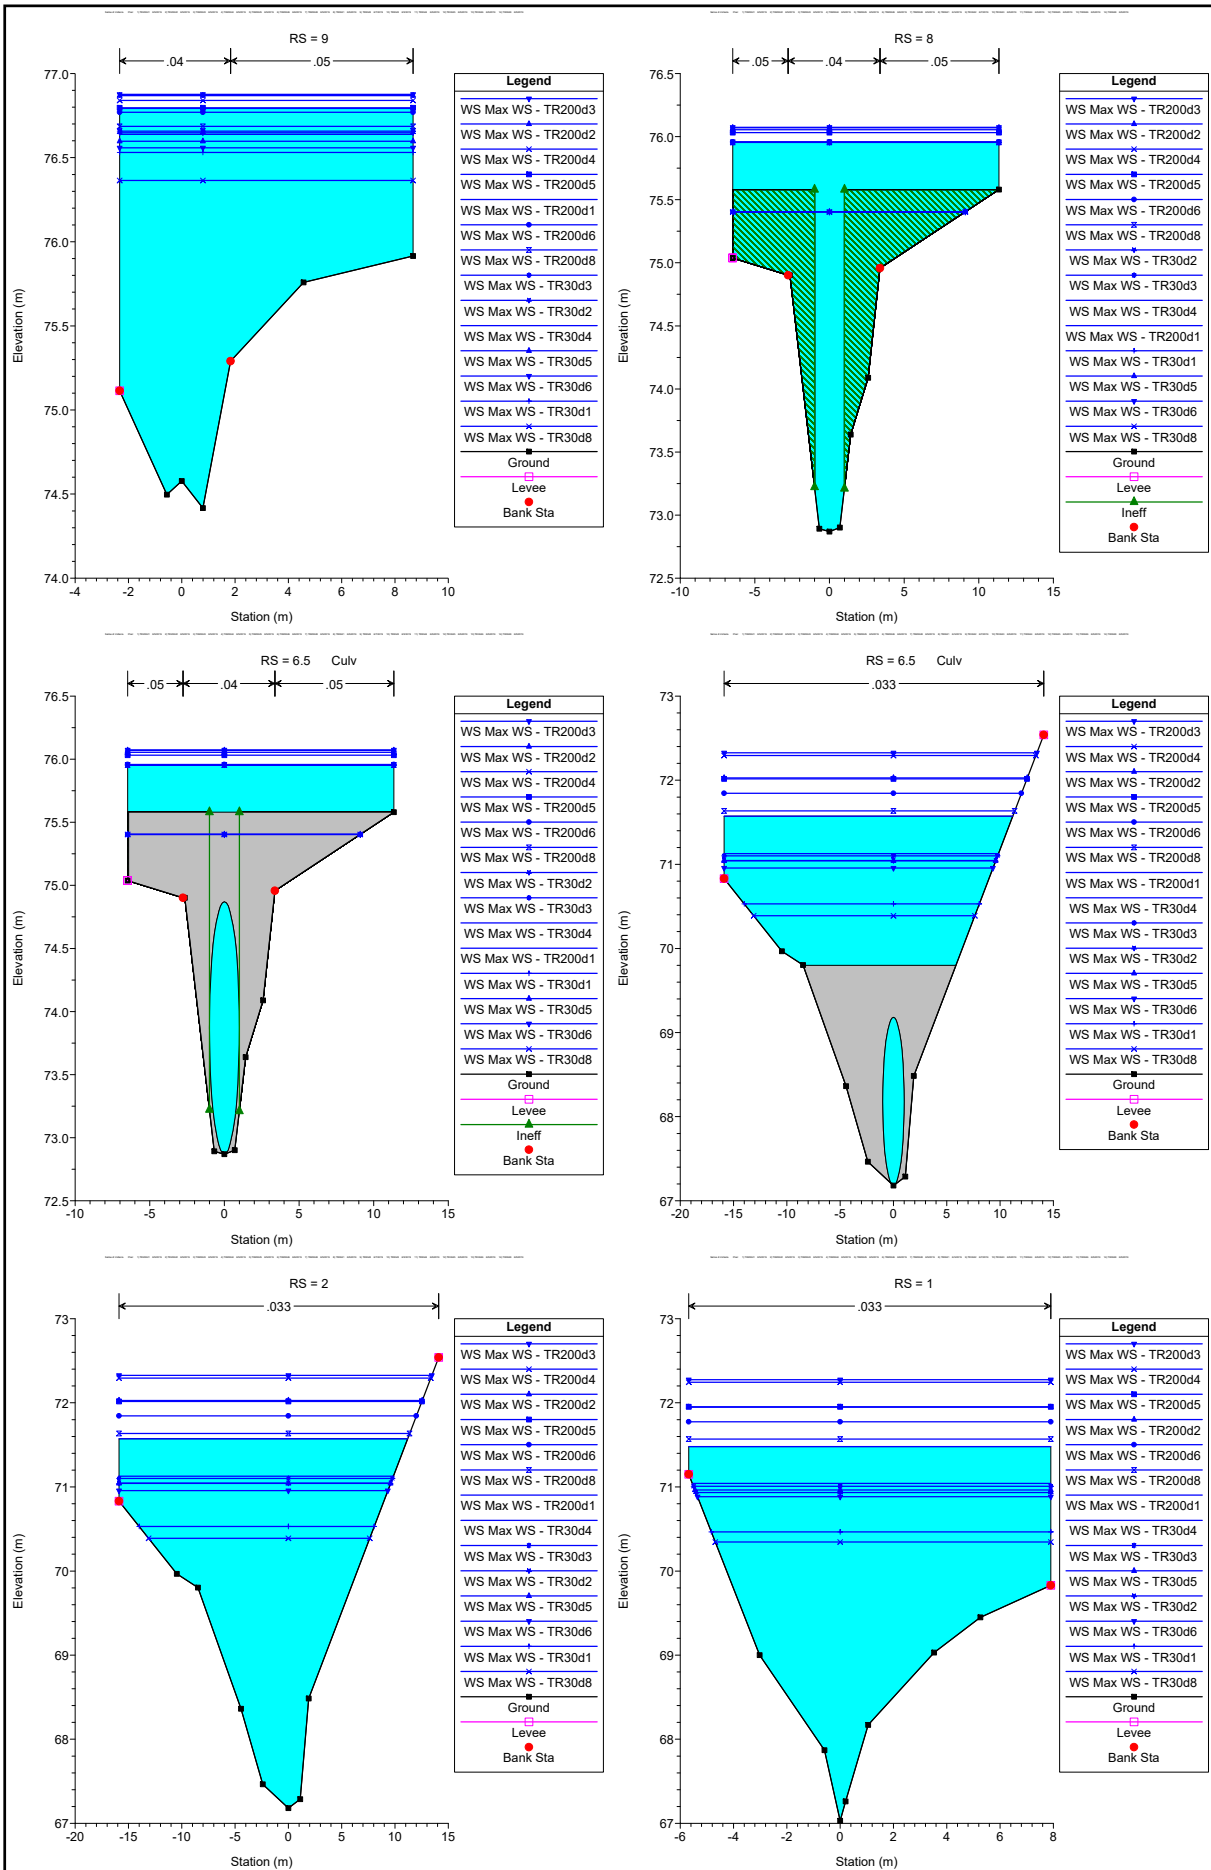 RS = 9
.04 .05
77.0
76.5
76.0
75.5
75.0
74.5
74.0
Elevation (m)
-4 -2 0 2 4 6 8 10
Station (m)
Legend
WS Max WS - TR200d3
WS Max WS - TR200d2
WS Max WS - TR200d4
WS Max WS - TR200d5
WS Max WS - TR200d1
WS Max WS - TR200d6
WS Max WS - TR200d8
WS Max WS - TR30d3
WS Max WS - TR30d2
WS Max WS - TR30d4
WS Max WS - TR30d5
WS Max WS - TR30d6
WS Max WS - TR30d1
WS Max WS - TR30d8
Ground
Levee
Bank Sta
RS = 8
.05 .04 .05
76.5
76.0
75.5
75.0
74.5
74.0
73.5
73.0
72.5
Elevation (m)
-10 -5 0 5 10 15
Station (m)
Legend
WS Max WS - TR200d3
WS Max WS - TR200d2
WS Max WS - TR200d4
WS Max WS - TR200d5
WS Max WS - TR200d6
WS Max WS - TR200d8
WS Max WS - TR30d2
WS Max WS - TR30d3
WS Max WS - TR30d4
WS Max WS - TR200d1
WS Max WS - TR30d1
WS Max WS - TR30d5
WS Max WS - TR30d6
WS Max WS - TR30d8
Ground
Levee
Ineff
Bank Sta
RS = 6.5 Culv
.05 .04 .05
76.5
76.0
75.5
75.0
74.5
74.0
73.5
73.0
72.5
Elevation (m)
-10 -5 0 5 10 15
Station (m)
Legend
WS Max WS - TR200d3
WS Max WS - TR200d2
WS Max WS - TR200d4
WS Max WS - TR200d5
WS Max WS - TR200d6
WS Max WS - TR200d8
WS Max WS - TR30d2
WS Max WS - TR30d3
WS Max WS - TR30d4
WS Max WS - TR200d1
WS Max WS - TR30d1
WS Max WS - TR30d5
WS Max WS - TR30d6
WS Max WS - TR30d8
Ground
Levee
Ineff
Bank Sta
RS = 6.5 Culv
.033
73
72
71
70
69
68
67
Elevation (m)
-20 -15 -10 -5 0 5 10 15
Station (m)
Legend
WS Max WS - TR200d3
WS Max WS - TR200d4
WS Max WS - TR200d2
WS Max WS - TR200d5
WS Max WS - TR200d6
WS Max WS - TR200d8
WS Max WS - TR200d1
WS Max WS - TR30d4
WS Max WS - TR30d3
WS Max WS - TR30d2
WS Max WS - TR30d5
WS Max WS - TR30d6
WS Max WS - TR30d1
WS Max WS - TR30d8
Ground
Levee
Bank Sta
RS = 2
.033
73
72
71
70
69
68
67
Elevation (m)
-20 -15 -10 -5 0 5 10 15
Station (m)
Legend
WS Max WS - TR200d3
WS Max WS - TR200d4
WS Max WS - TR200d2
WS Max WS - TR200d5
WS Max WS - TR200d6
WS Max WS - TR200d8
WS Max WS - TR200d1
WS Max WS - TR30d4
WS Max WS - TR30d3
WS Max WS - TR30d2
WS Max WS - TR30d5
WS Max WS - TR30d6
WS Max WS - TR30d1
WS Max WS - TR30d8
Ground
Levee
Bank Sta
RS = 1
.033
73
72
71
70
69
68
67
Elevation (m)
-6 -4 -2 0 2 4 6 8
Station (m)
Legend
WS Max WS - TR200d3
WS Max WS - TR200d4
WS Max WS - TR200d5
WS Max WS - TR200d2
WS Max WS - TR200d6
WS Max WS - TR200d8
WS Max WS - TR200d1
WS Max WS - TR30d4
WS Max WS - TR30d3
WS Max WS - TR30d5
WS Max WS - TR30d2
WS Max WS - TR30d6
WS Max WS - TR30d1
WS Max WS - TR30d8
Ground
Levee
Bank Sta